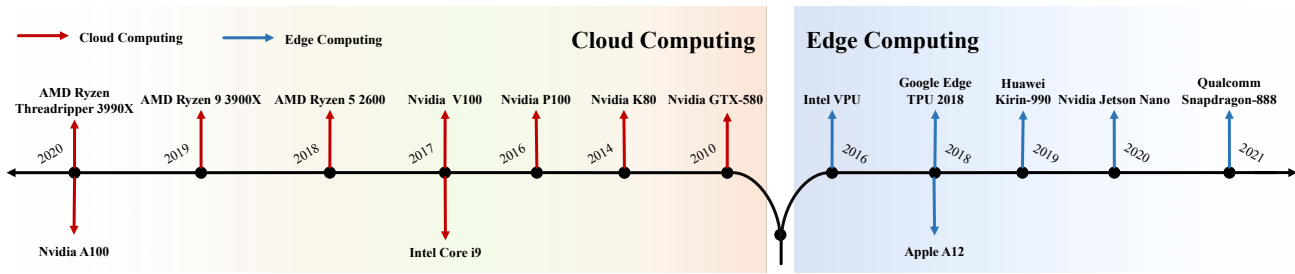 Cloud Computing
Edge Computing
Cloud Computing
Edge Computing
AMD Ryzen
Threadripper 3990X
AMD Ryzen 9 3900X
AMD Ryzen 5 2600
Nvidia V100
Nvidia P100
Nvidia K80
Nvidia GTX-580
Intel VPU
Google Edge
TPU 2018
Huawei
Kirin-990
Nvidia Jetson Nano
Qualcomm
Snapdragon-888
2020
2019
2018
2017
2016
2014
2010
2016
2018
2019
2020
2021
Nvidia A100
Intel Core i9
Apple A12